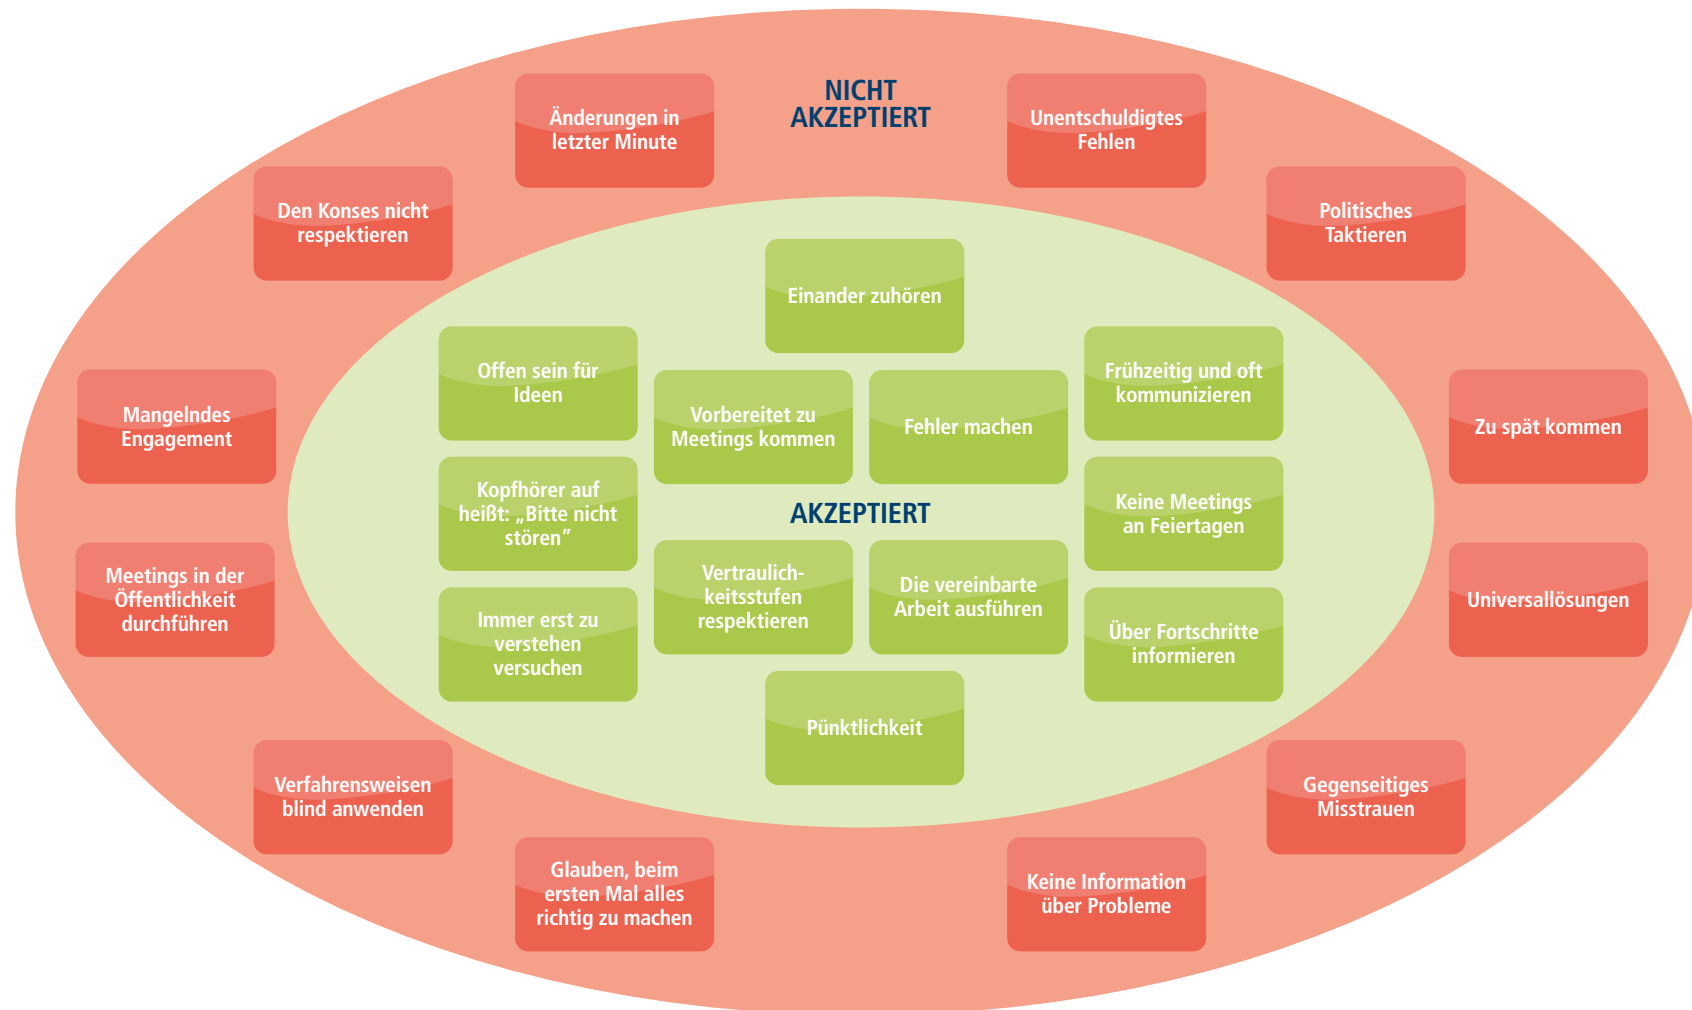 NICHT
AKZEPTIERT
Änderungen in
letzter Minute
Unentschuldigtes
Fehlen
Den Konses nicht
respektieren
Politisches
Taktieren
Einander zuhören
Offen sein für
Ideen
Frühzeitig und oft
kommunizieren
Vorbereitet zu
Meetings kommen
Fehler machen
Mangelndes
Engagement
Zu spät kommen
Kopfhörer auf
heißt: „Bitte nicht
stören”
AKZEPTIERT
Keine Meetings
an Feiertagen
Meetings in der
Öffentlichkeit
durchführen
Vertraulich-
keitsstufen
respektieren
Die vereinbarte
Arbeit ausführen
Universallösungen
Immer erst zu
verstehen
versuchen
Über Fortschritte
informieren
Pünktlichkeit
Verfahrensweisen
blind anwenden
Gegenseitiges
Misstrauen
Glauben, beim
ersten Mal alles
richtig zu machen
Keine Information
über Probleme